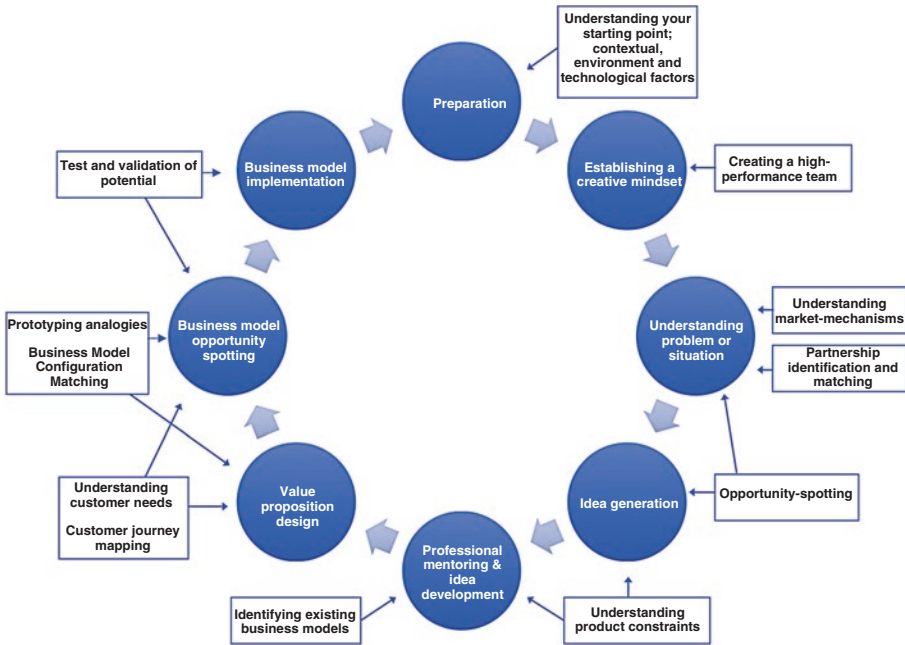 Understanding your
starting point;
contextual,
environment and
technological factors
Preparation
Establishing a
creative mindset
Creating a high-
performance team
Understanding
problem or
situation
Understanding
market-mechanisms
Partnership
identification and
matching
Opportunity-spotting
Idea generation
Understanding
product constraints
Professional
mentoring &
idea
development
Identifying existing
business models
Value
proposition
design
Understanding
customer needs
Customer journey
mapping
Business model
opportunity
spotting
Prototyping analogies
Business Model
Configuration
Matching
Test and validation of
potential
Business model
implementation